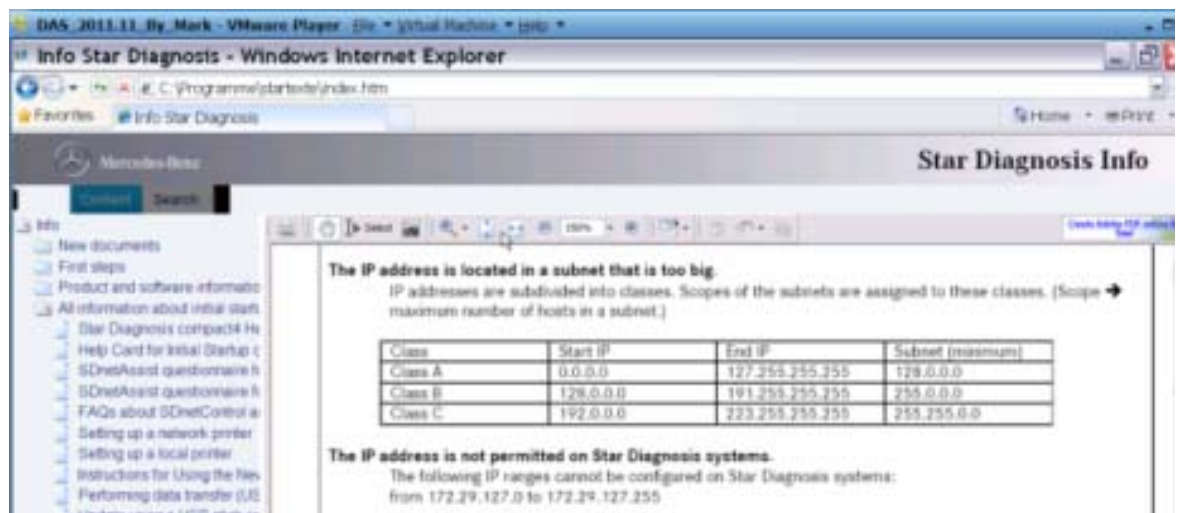 DAS_2011.11_By_Mark - VMware Player File Virtual Machine Help
Info Star Diagnosis - Windows Internet Explorer
C:\Programme\startexte\index.htm
Favorites Info Star Diagnosis Home Print
Mercedes-Benz Star Diagnosis Info
Content Search
Info
Select
New documents
First steps
Product and software informatio
All information about initial start
Star Diagnosis compact4 He
Help Card for Initial Startup c
SDnetAssist questionnaire h
SDnetAssist questionnaire h
FAQs about SDnetControl a
Setting up a network printer
Setting up a local printer
Instructions for Using the Nev
Performing data transfer (US
The IP address is located in a subnet that is too big.
IP addresses are subdivided into classes. Scopes of the subnets are assigned to these classes. (Scope ➔
maximum number of hosts in a subnet.)
Class Start IP End IP Subnet (minimum)
Class A 0.0.0.0 127.255.255.255 128.0.0.0
Class B 128.0.0.0 191.255.255.255 255.0.0.0
Class C 192.0.0.0 223.255.255.255 255.255.0.0
The IP address is not permitted on Star Diagnosis systems.
The following IP ranges cannot be configured on Star Diagnosis systems:
from 172.29.127.0 to 172.29.127.255